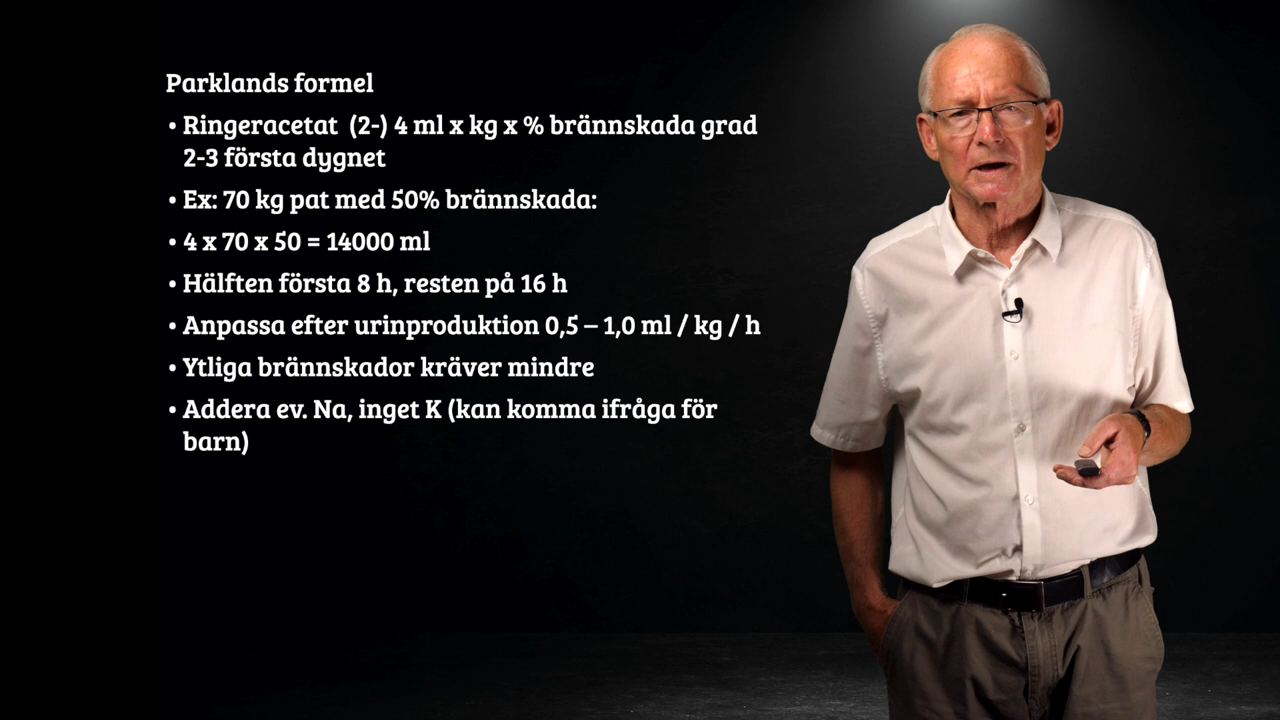 Parklands formel
• Ringeracetat (2-) 4 ml x kg x % brännskada grad
2-3 första dygnet
• Ex: 70 kg pat med 50% brännskada:
• 4 x 70 x 50 = 14000 ml
• Hälften första 8 h, resten på 16 h
• Anpassa efter urinproduktion 0,5 – 1,0 ml / kg / h
• Ytliga brännskador kräver mindre
• Addera ev. Na, inget K (kan komma ifråga för
barn)